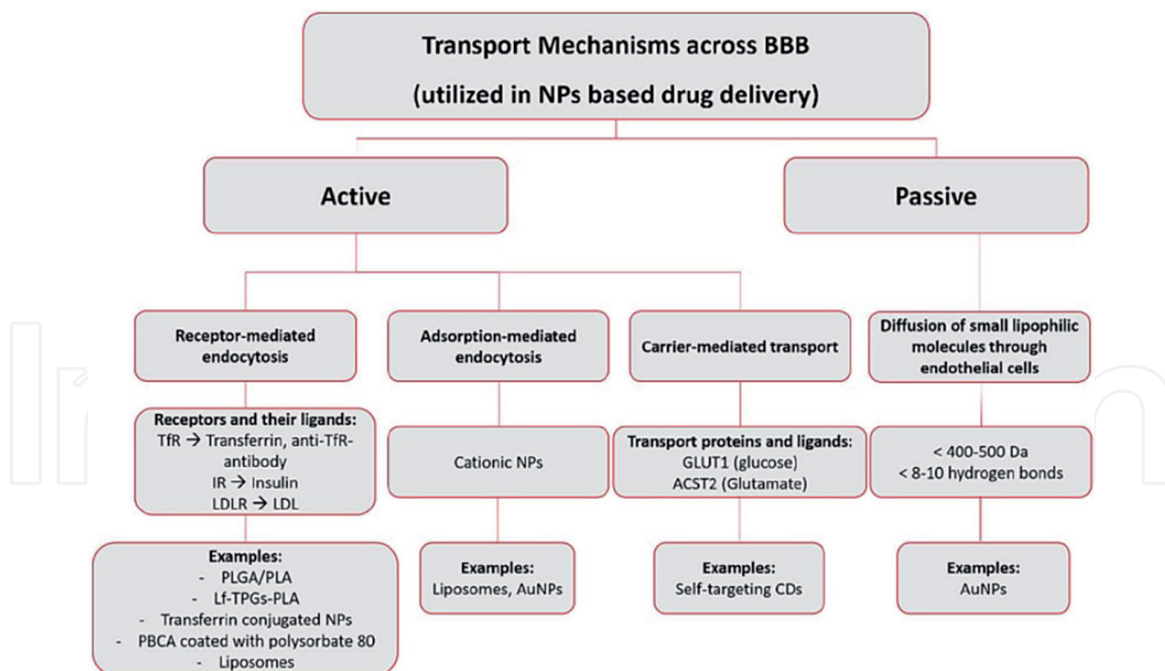 Transport Mechanisms across BBB
(utilized in NPs based drug delivery)
Active
Passive
Receptor-mediated
endocytosis
Adsorption-mediated
endocytosis
Carrier-mediated transport
Diffusion of small lipophilic
molecules through
endothelial cells
Receptors and their ligands:
TfR → Transferrin, anti-TfR-
antibody
IR → Insulin
LDLR → LDL
Cationic NPs
Transport proteins and ligands:
GLUT1 (glucose)
ACST2 (Glutamate)
< 400-500 Da
< 8-10 hydrogen bonds
Examples:
- PLGA/PLA
- Lf-TPGs-PLA
- Transferrin conjugated NPs
- PBCA coated with polysorbate 80
- Liposomes
Examples:
Liposomes, AuNPs
Examples:
Self-targeting CDs
Examples:
AuNPs